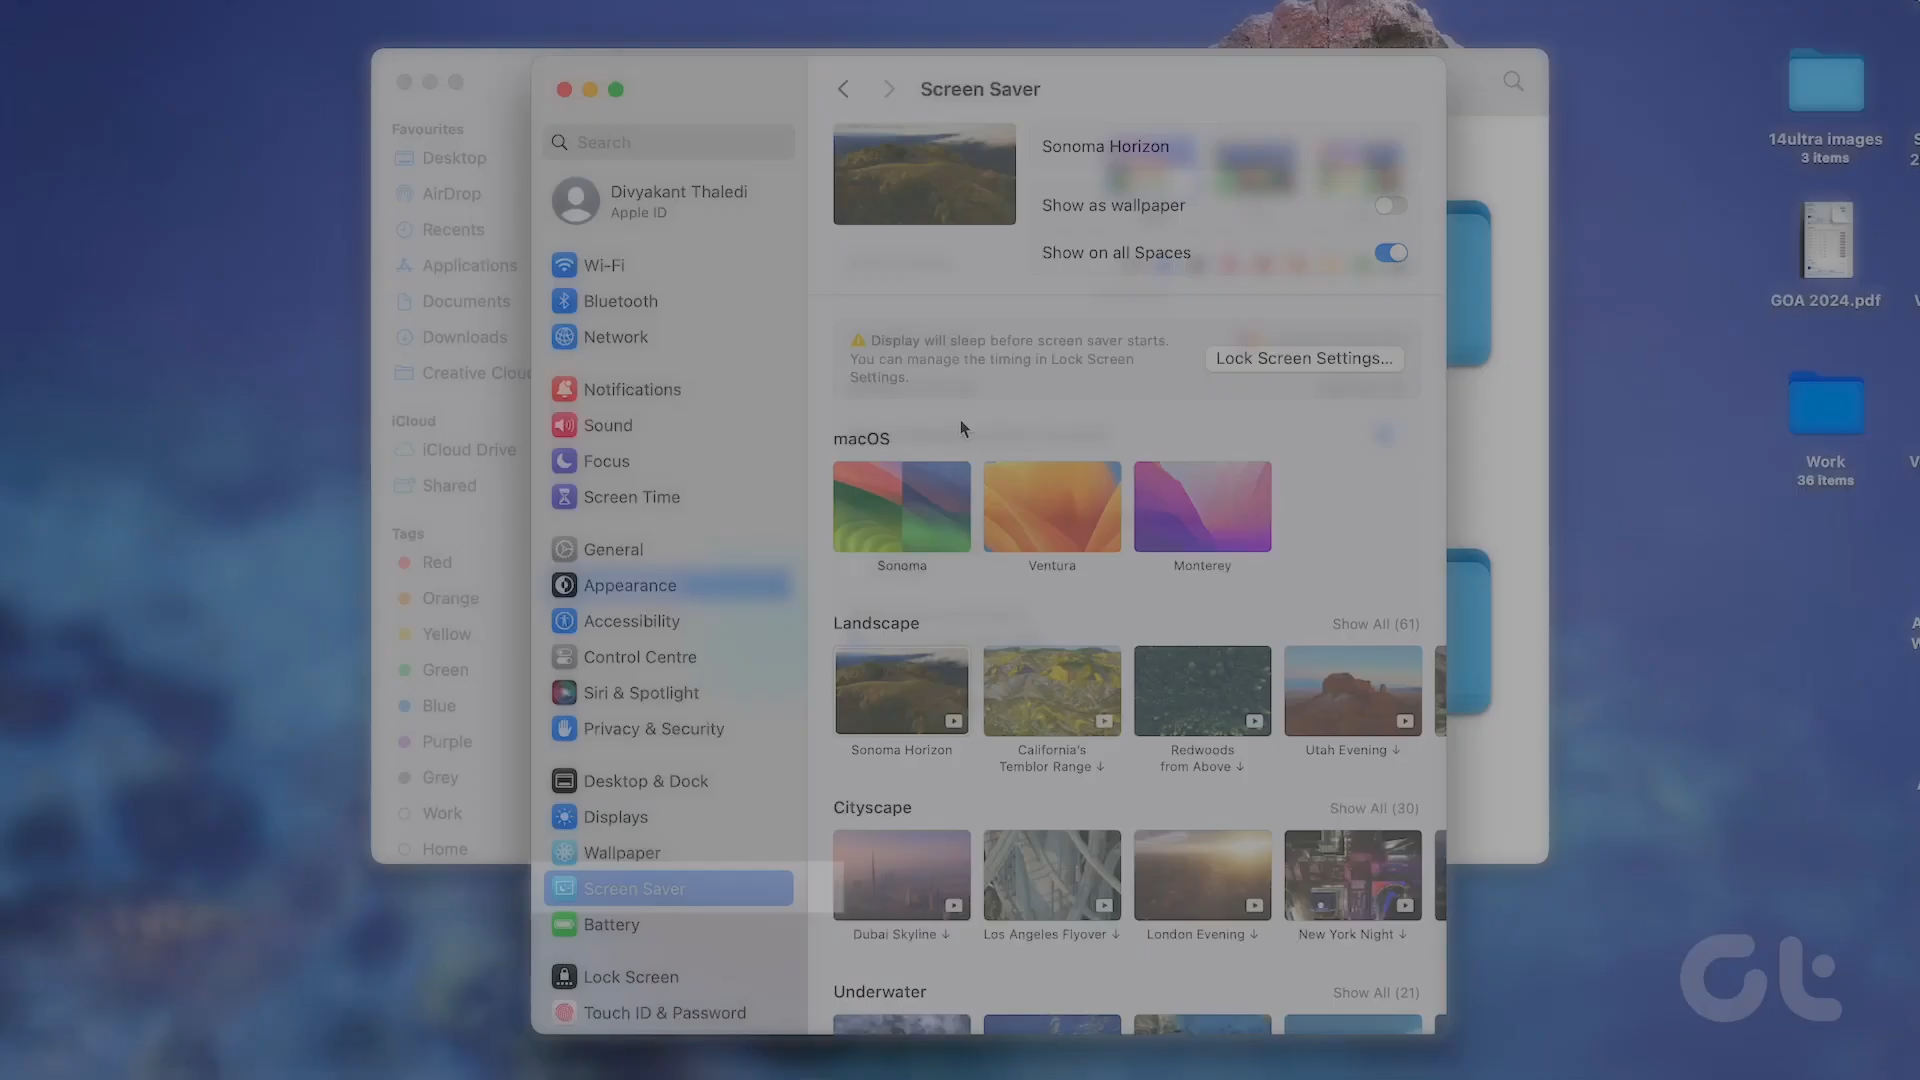 Favourites
Desktop
AirDrop
Recents
Applications
Documents
Downloads
Creative Clou
iCloud
iCloud Drive
Shared
Tags
Red
Orange
Yellow
Green
Blue
Purple
Grey
Work
Home
Search
Divyakant Thaledi
Apple ID
Wi-Fi
Bluetooth
Network
Notifications
Sound
Focus
Screen Time
General
Appearance
Accessibility
Control Centre
Siri & Spotlight
Privacy & Security
Desktop & Dock
Displays
Wallpaper
Screen Saver
Battery
Lock Screen
Touch ID & Password
Screen Saver
Sonoma Horizon
Show as wallpaper
Show on all Spaces
Display will sleep before screen saver starts.
You can manage the timing in Lock Screen
Settings.
Lock Screen Settings...
macOS
Sonoma
Ventura
Monterey
Landscape
Show All (61)
Sonoma Horizon
California's
Temblor Range ↓
Redwoods
from Above ↓
Utah Evening ↓
Cityscape
Show All (30)
Dubai Skyline ↓
Los Angeles Flyover ↓
London Evening ↓
New York Night ↓
Underwater
Show All (21)
14ultra images
3 items
GOA 2024.pdf
Work
36 items
Gt